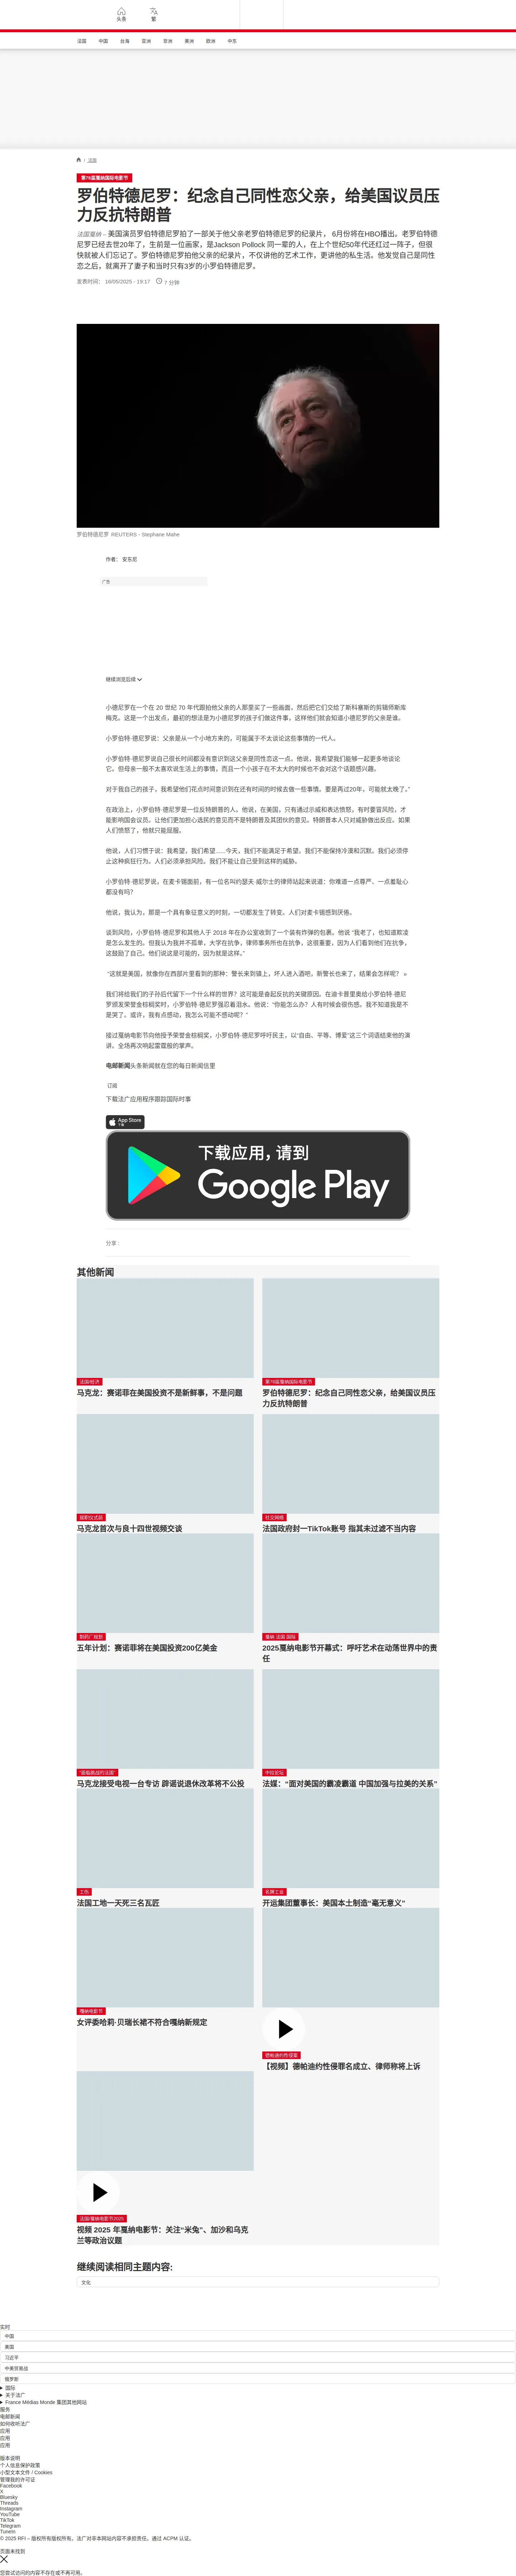 头条
繁
法国
中国
台海
亚洲
非洲
美洲
欧洲
中东
/ 法国
第78届戛纳国际电影节
罗伯特德尼罗：纪念自己同性恋父亲，给美国议员压
力反抗特朗普
法国戛纳 – 美国演员罗伯特德尼罗拍了一部关于他父亲老罗伯特德尼罗的纪录片， 6月份将在HBO播出。老罗伯特德
尼罗已经去世20年了，生前是一位画家，是Jackson Pollock 同一辈的人，在上个世纪50年代还红过一阵子，但很
快就被人们忘记了。罗伯特德尼罗拍他父亲的纪录片，不仅讲他的艺术工作，更讲他的私生活。他发觉自己是同性
恋之后，就离开了妻子和当时只有3岁的小罗伯特德尼罗。
发表时间： 16/05/2025 - 19:17
7 分钟
罗伯特德尼罗 REUTERS - Stephane Mahe
作者： 安东尼
广告
继续浏览后续
小德尼罗在一个在 20 世纪 70 年代跟拍他父亲的人那里买了一些画面，然后把它们交给了斯科塞斯的剪辑师斯库
梅克。这是一个出发点，最初的想法是为小德尼罗的孩子们做这件事，这样他们就会知道小德尼罗的父亲是谁。
小罗伯特·德尼罗说：父亲是从一个小地方来的，可能属于不太谈论这些事情的一代人。
小罗伯特·德尼罗说自己很长时间都没有意识到这父亲是同性恋这一点。他说，我希望我们能够一起更多地谈论
它。但母亲一般不太喜欢说生活上的事情，而且一个小孩子在不太大的时候也不会对这个话题感兴趣。
对于我自己的孩子，我希望他们花点时间意识到在还有时间的时候去做一些事情。要是再过20年，可能就太晚了。”
在政治上，小罗伯特·德尼罗是一位反特朗普的人。他说，在美国，只有通过示威和表达愤怒，有时要冒风险，才
能影响国会议员。让他们更加担心选民的意见而不是特朗普及其团伙的意见。特朗普本人只对威胁做出反应。如果
人们愤怒了，他就只能屈服。
他说，人们习惯于说：我希望，我们希望......今天，我们不能满足于希望。我们不能保持冷漠和沉默。我们必须停
止这种疯狂行为。人们必须承担风险。我们不能让自己受到这样的威胁。
小罗伯特·德尼罗说，在麦卡锡面前，有一位名叫约瑟夫·威尔士的律师站起来说道：你难道一点尊严、一点羞耻心
都没有吗？
他说，我认为，那是一个具有象征意义的时刻，一切都发生了转变。人们对麦卡锡感到厌倦。
谈到风险，小罗伯特·德尼罗和其他人于 2018 年在办公室收到了一个装有炸弹的包裹。他说 “我老了，也知道欺凌
是怎么发生的。但我认为我并不孤单，大学在抗争，律师事务所也在抗争，这很重要，因为人们看到他们在抗争，
这鼓励了自己。他们说这是可能的，因为就是这样。”
“这就是美国，就像你在西部片里看到的那种：警长来到镇上，坏人进入酒吧。新警长也来了，结果会怎样呢？ »
我们将给我们的子孙后代留下一个什么样的世界？这可能是奋起反抗的关键原因。在迪卡普里奥给小罗伯特·德尼
罗颁发荣誉金棕榈奖时，小罗伯特·德尼罗强忍着泪水。他说：“你能怎么办？人有时候会很伤感。我不知道我是不
是哭了。或许，我有点感动，我怎么可能不感动呢？ ”
接过戛纳电影节向他授予荣誉金棕榈奖，小罗伯特·德尼罗呼吁民主，以“自由、平等、博爱”这三个词语结束他的演
讲。全场再次响起雷霆般的掌声。
电邮新闻头条新闻就在您的每日新闻信里
订阅
下载法广应用程序跟踪国际时事
App Store
下载
下载应用，请到
Google Play
分享 :
其他新闻
法国/经济
马克龙：赛诺菲在美国投资不是新鲜事，不是问题
第78届戛纳国际电影节
罗伯特德尼罗：纪念自己同性恋父亲，给美国议员压
力反抗特朗普
就职仪式前
马克龙首次与良十四世视频交谈
社交网络
法国政府封一TikTok账号 指其未过滤不当内容
制药厂规划
五年计划：赛诺菲将在美国投资200亿美金
戛纳 法国 国际
2025戛纳电影节开幕式：呼吁艺术在动荡世界中的责
任
“面临挑战的法国”
马克龙接受电视一台专访 辟谣说退休改革将不公投
中拉论坛
法媒：“面对美国的霸凌霸道 中国加强与拉美的关系”
工伤
法国工地一天死三名瓦匠
名牌工业
开运集团董事长：美国本土制造“毫无意义”
嘎纳电影节
女评委哈莉·贝瑞长裙不符合嘎纳新规定
德帕迪约性侵案
【视频】德帕迪约性侵罪名成立、律师称将上诉
法国/戛纳电影节2025
视频 2025 年戛纳电影节：关注“米兔”、加沙和乌克
兰等政治议题
继续阅读相同主题内容:
文化
实时
中国
美国
习近平
中美贸易战
俄罗斯
国际
关于法广
France Médias Monde 集团其他网站
服务
电邮新闻
如何收听法广
应用
应用
应用
版本说明
个人信息保护政策
小型文本文件 / Cookies
管理我的许可证
Facebook
X
Bluesky
Threads
Instagram
YouTube
TikTok
Telegram
TuneIn
© 2025 RFI – 版权所有版权所有。法广对非本网站内容不承担责任。通过 ACPM 认证。
页面未找到
您尝试访问的内容不存在或不再可用。